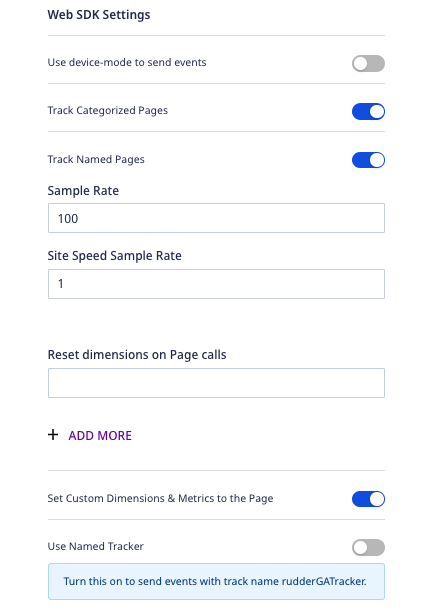 Web SDK Settings
Use device-mode to send events
Track Categorized Pages
Track Named Pages
Sample Rate
100
Site Speed Sample Rate
1
Reset dimensions on Page calls
+ ADD MORE
Set Custom Dimensions & Metrics to the Page
Use Named Tracker
Turn this on to send events with track name rudderGATracker.